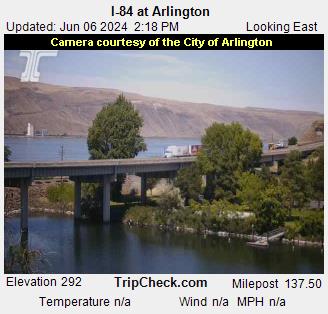 I-84 at Arlington
Updated: Jun 06 2024  2:18 PM Looking East
Camera courtesy of the City of Arlington
Elevation 292 TripCheck.com Milepost 137.50
Temperature n/a Wind n/a MPH n/a